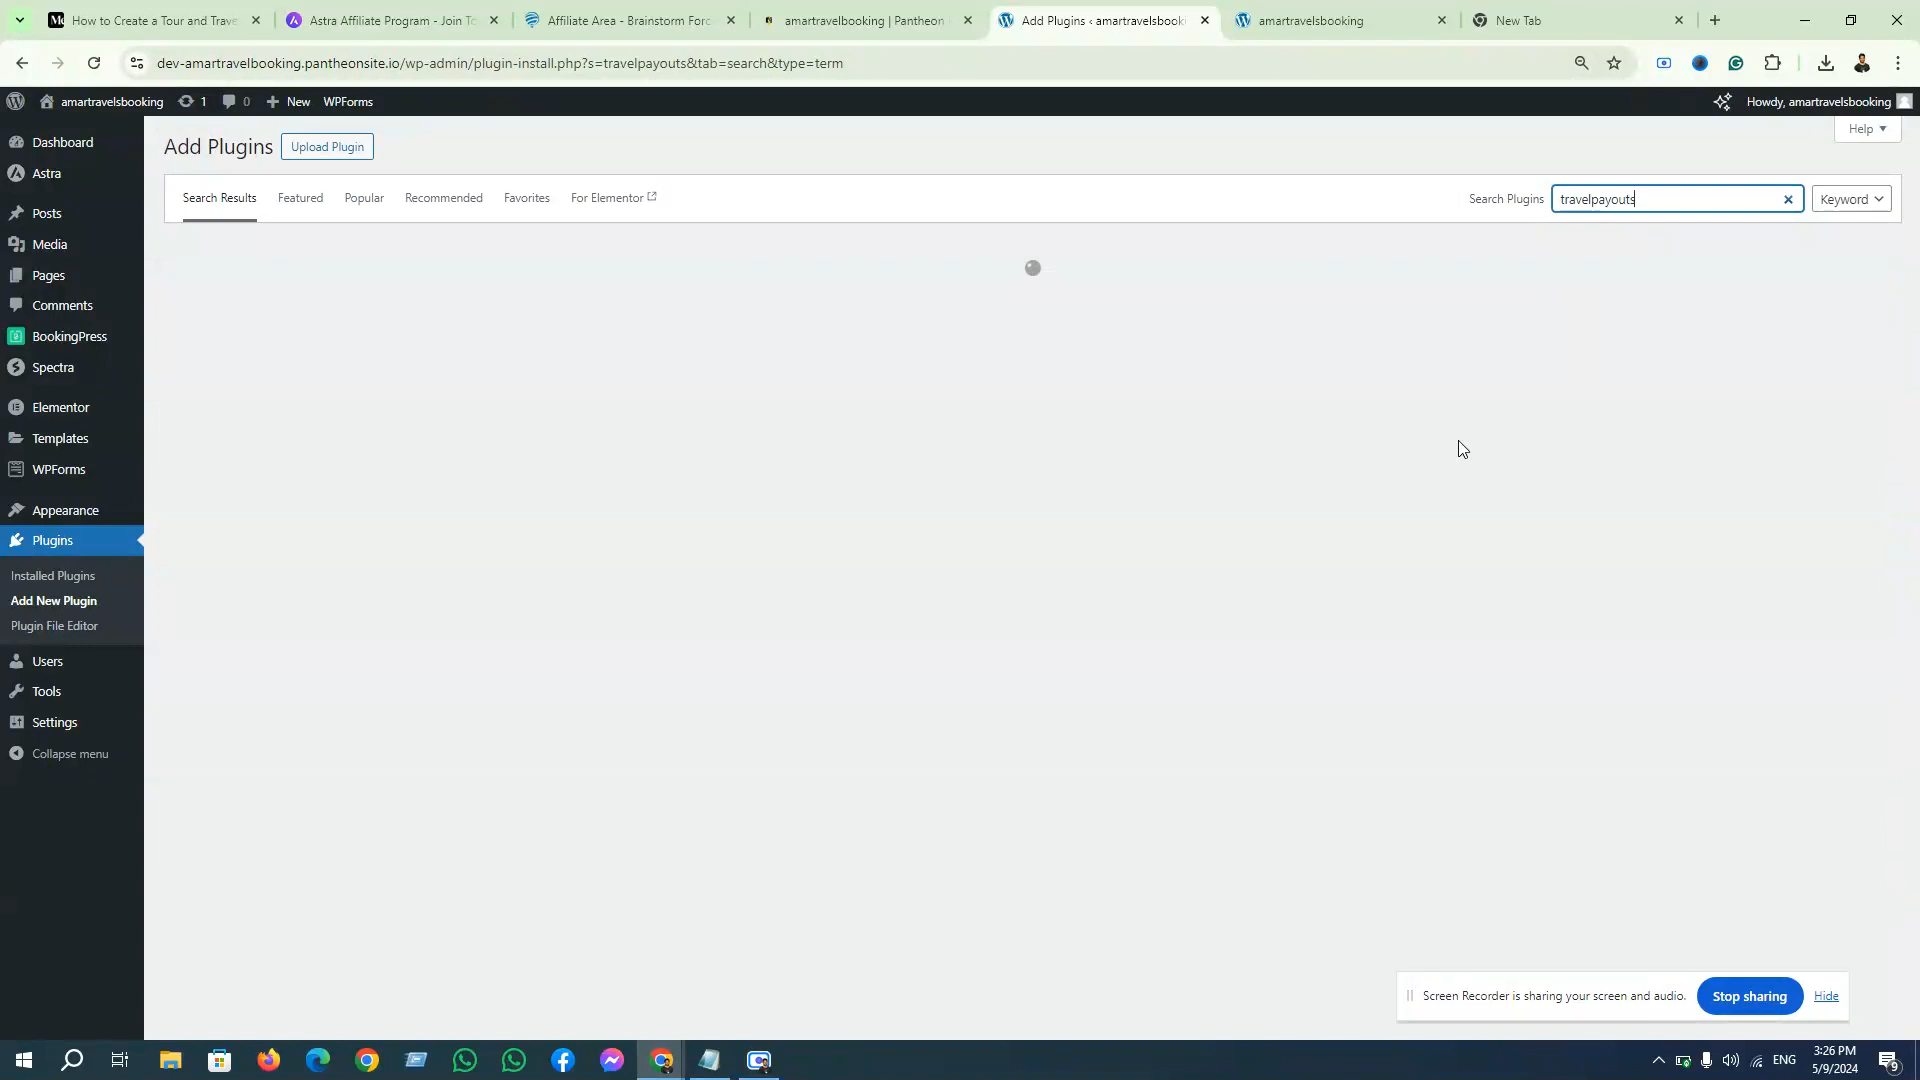 How to Create a Tour and Trave
Astra Affiliate Program - Join To
Affiliate Area - Brainstorm Forc
amartravelbooking | Pantheon
Add Plugins ‹ amartravelsbooki
amartravelsbooking
New Tab
dev-amartravelbooking.pantheonsite.io/wp-admin/plugin-install.php?s=travelpayouts&tab=search&type=term
amartravelsbooking
1
0
New
WPForms
Howdy, amartravelsbooking
Help
Add Plugins
Upload Plugin
Search Results
Featured
Popular
Recommended
Favorites
For Elementor
Search Plugins
travelpayouts
Keyword
Dashboard
Astra
Posts
Media
Pages
Comments
BookingPress
Spectra
Elementor
Templates
WPForms
Appearance
Plugins
Installed Plugins
Add New Plugin
Plugin File Editor
Users
Tools
Settings
Collapse menu
Screen Recorder is sharing your screen and audio.
Stop sharing
Hide
ENG
3:26 PM
5/9/2024
9